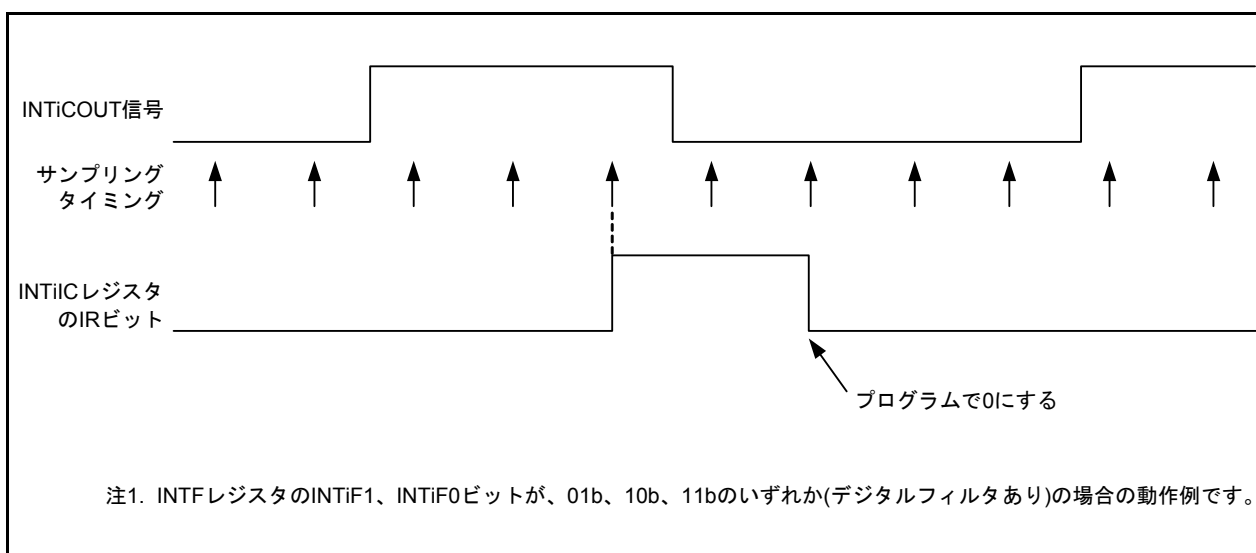 INTiCOUT信号
サンプリング
タイミング
INTiICレジスタ
のIRビット
プログラムで0にする
注1. INTFレジスタのINTiF1、INTiF0ビットが、01b、10b、11bのいずれか(デジタルフィルタあり)の場合の動作例です。